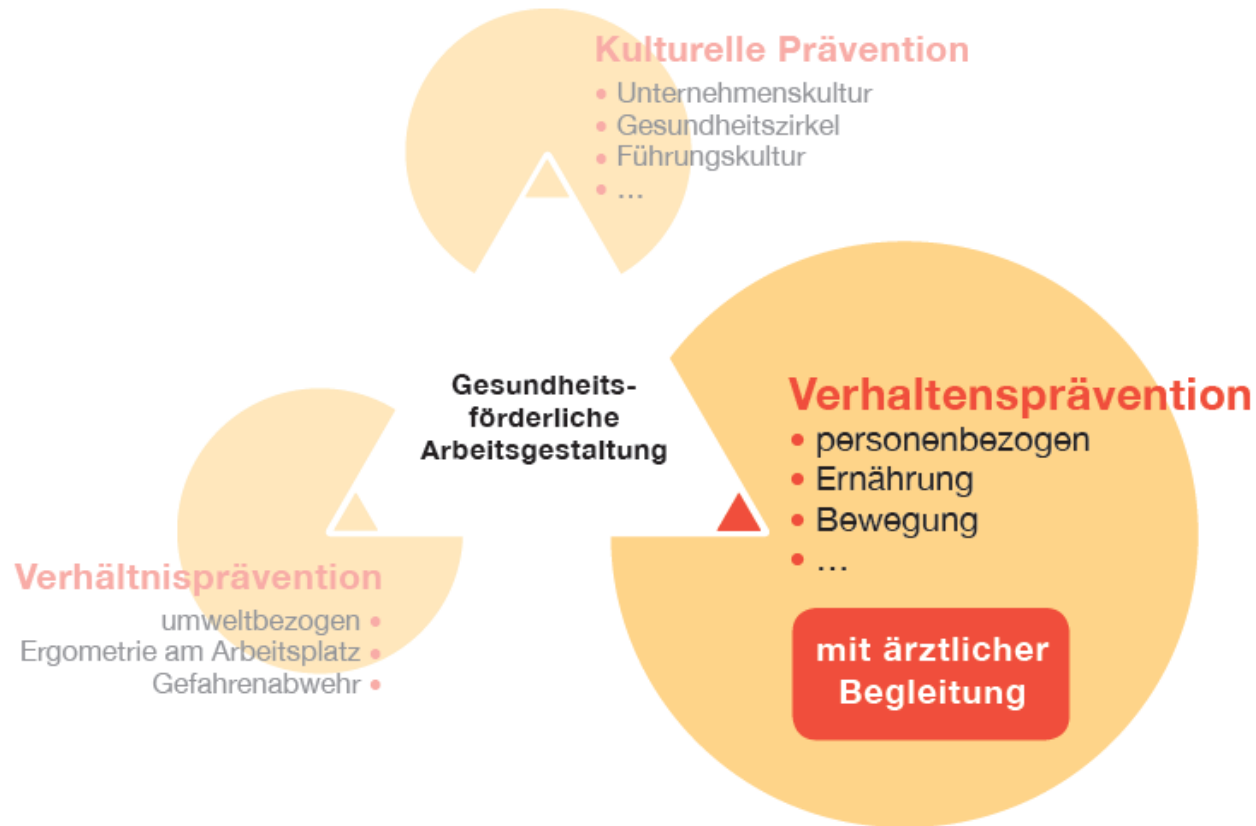 Kulturelle Prävention
• Unternehmenskultur
• Gesundheitszirkel
• Führungskultur
• ...
Gesundheits-
förderliche
Arbeitsgestaltung
Verhaltensprävention
• personenbezogen
• Ernährung
• Bewegung
• ...
mit ärztlicher
Begleitung
Verhältnisprävention
umweltbezogen •
Ergometrie am Arbeitsplatz •
Gefahrenabwehr •